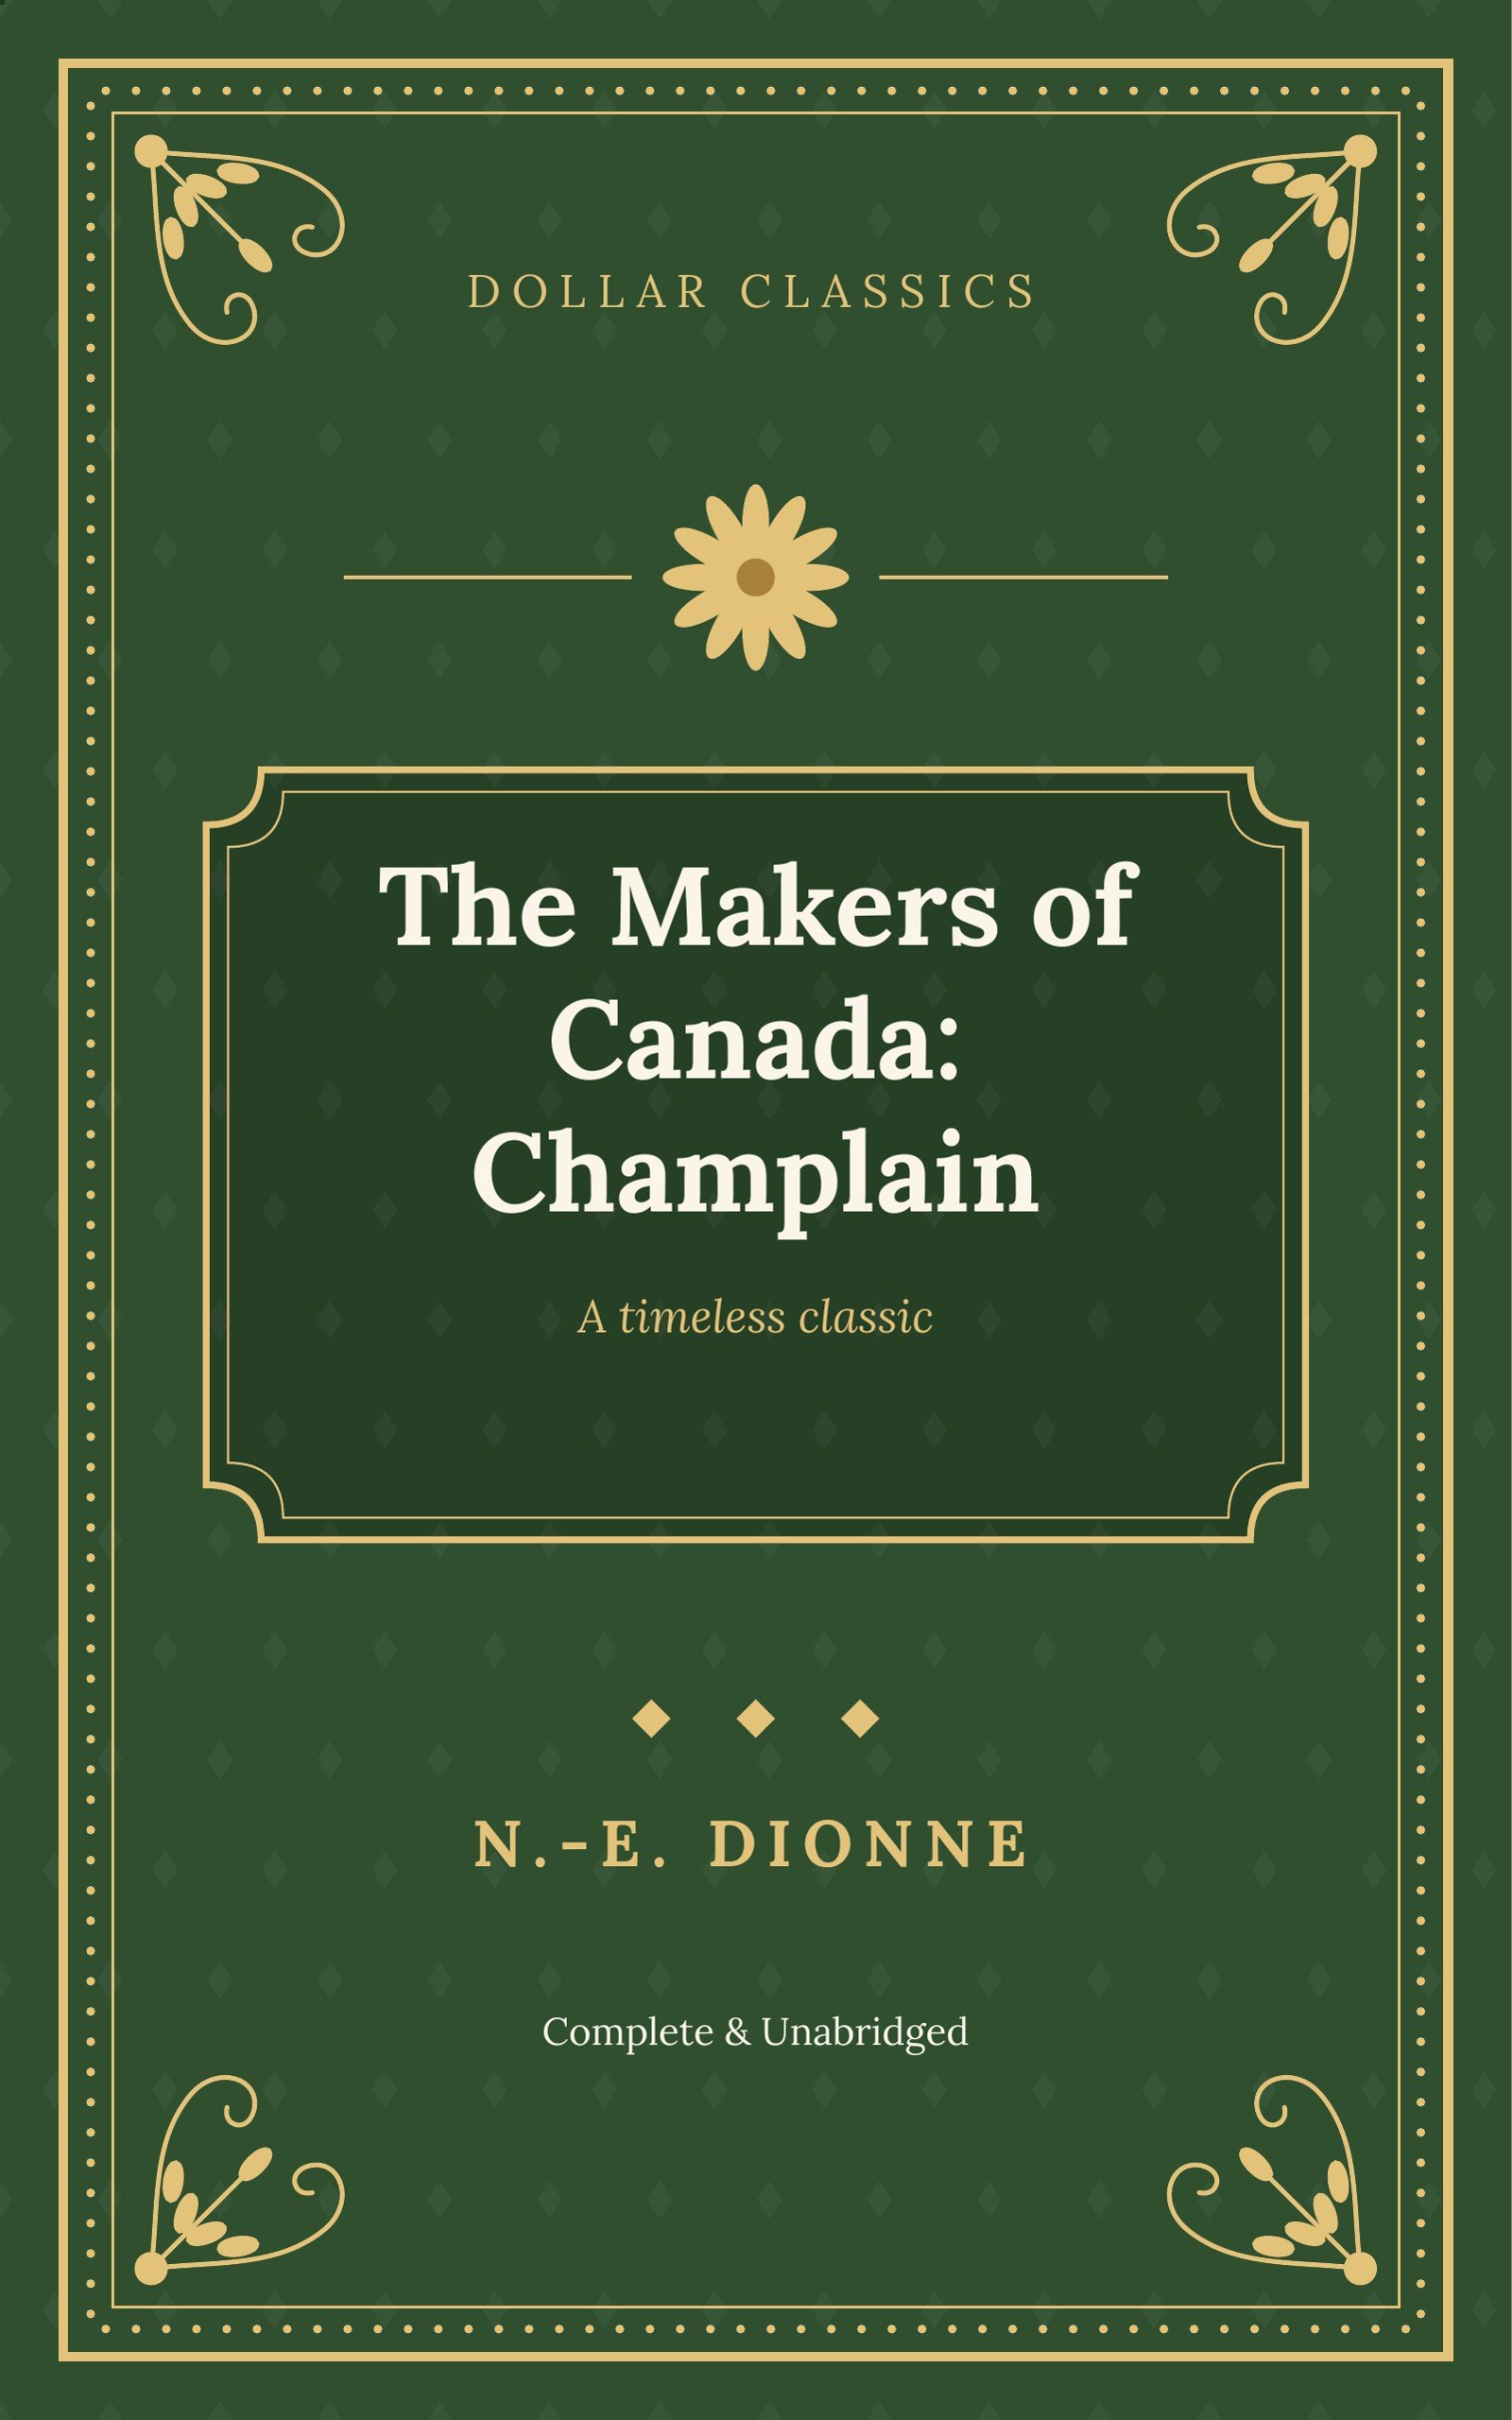 DOLLAR CLASSICS
The Makers of
Canada:
Champlain
A timeless classic
N.-E. DIONNE
Complete & Unabridged